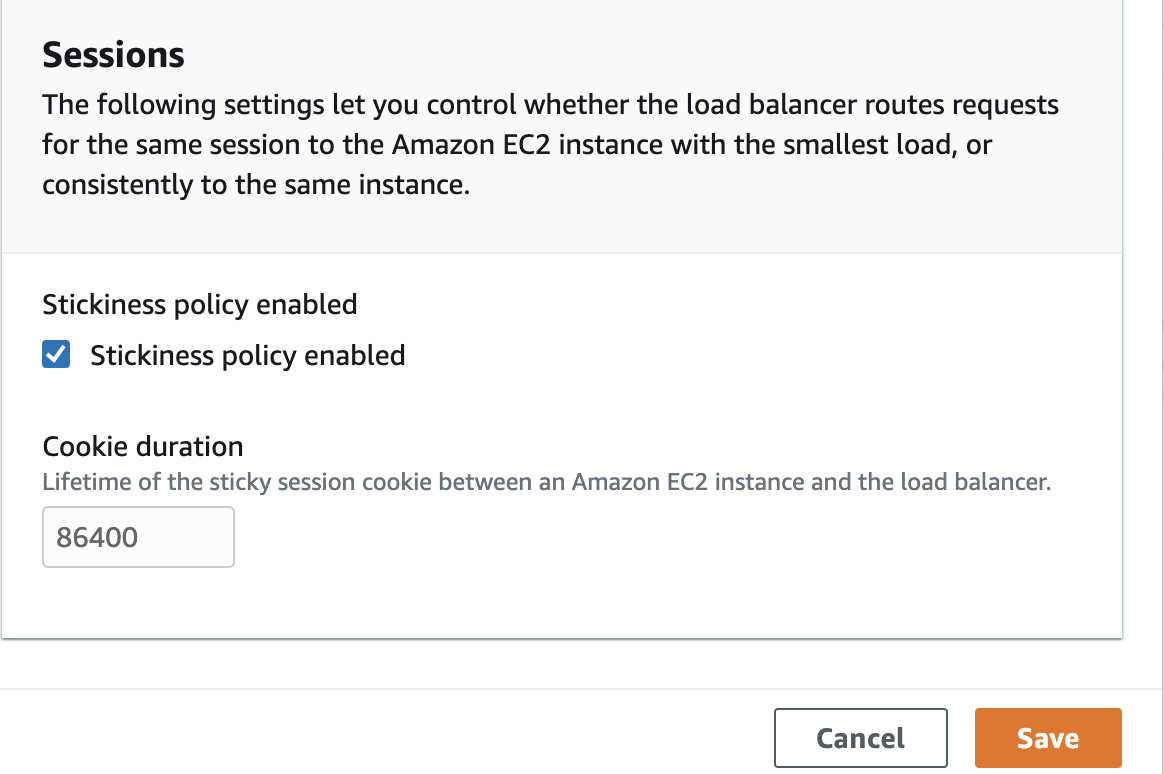 Sessions
The following settings let you control whether the load balancer routes requests
for the same session to the Amazon EC2 instance with the smallest load, or
consistently to the same instance.
Stickiness policy enabled
Stickiness policy enabled
Cookie duration
Lifetime of the sticky session cookie between an Amazon EC2 instance and the load balancer.
86400
Cancel
Save